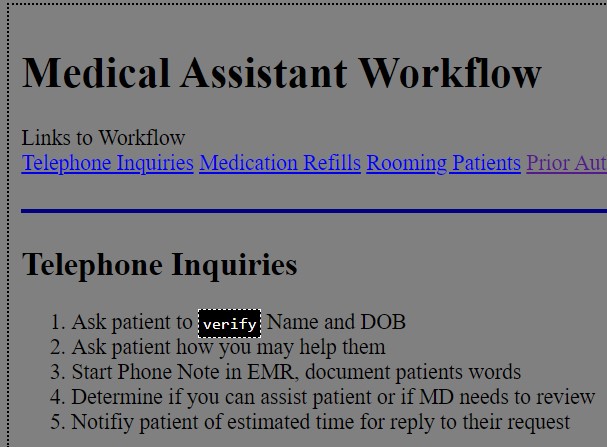 Medical Assistant Workflow
Links to Workflow
Telephone Inquiries Medication Refills Rooming Patients Prior Aut
Telephone Inquiries
1. Ask patient to verify Name and DOB
2. Ask patient how you may help them
3. Start Phone Note in EMR, document patients words
4. Determine if you can assist patient or if MD needs to review
5. Notifiy patient of estimated time for reply to their request